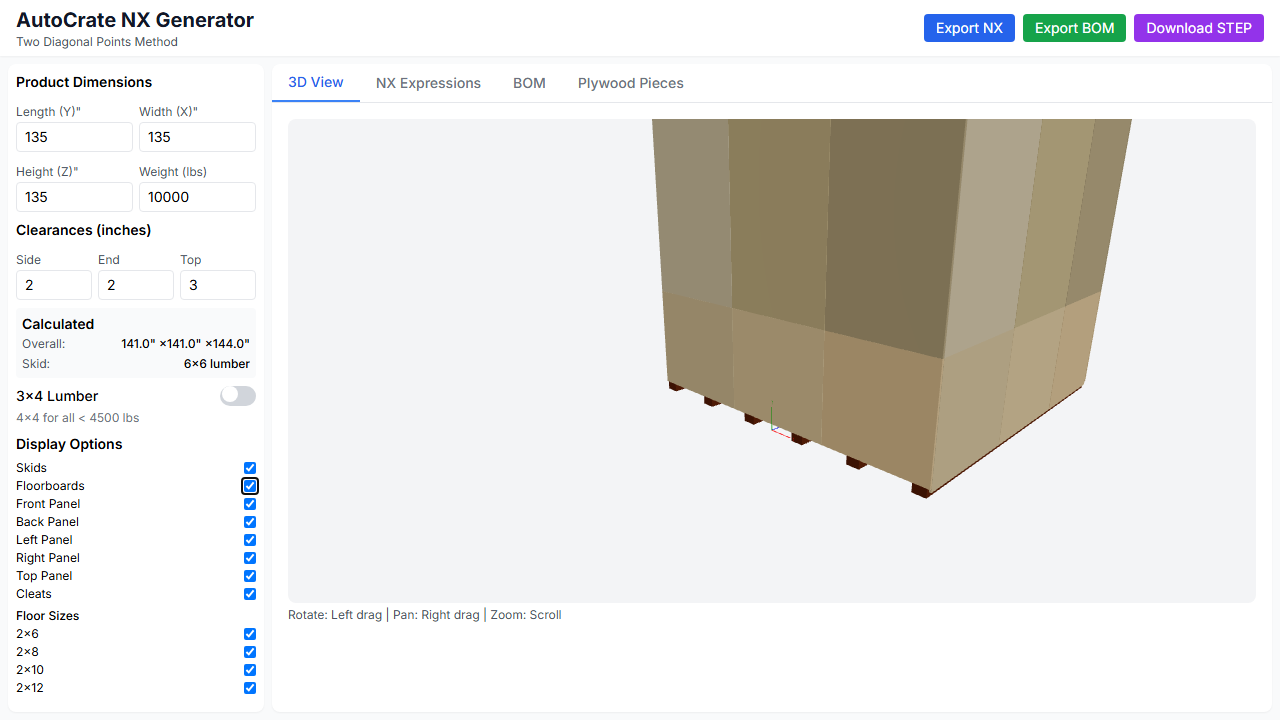 AutoCrate NX Generator
Two Diagonal Points Method
Export NX
Export BOM
Download STEP
Product Dimensions
Length (Y)" Width (X)"
135 135
Height (Z)" Weight (lbs)
135 10000
Clearances (inches)
Side End Top
2 2 3
Calculated
Overall: 141.0" ×141.0" ×144.0"
Skid: 6×6 lumber
3×4 Lumber
4×4 for all < 4500 lbs
Display Options
Skids
Floorboards
Front Panel
Back Panel
Left Panel
Right Panel
Top Panel
Cleats
Floor Sizes
2×6
2×8
2×10
2×12
3D View NX Expressions BOM Plywood Pieces
Rotate: Left drag | Pan: Right drag | Zoom: Scroll